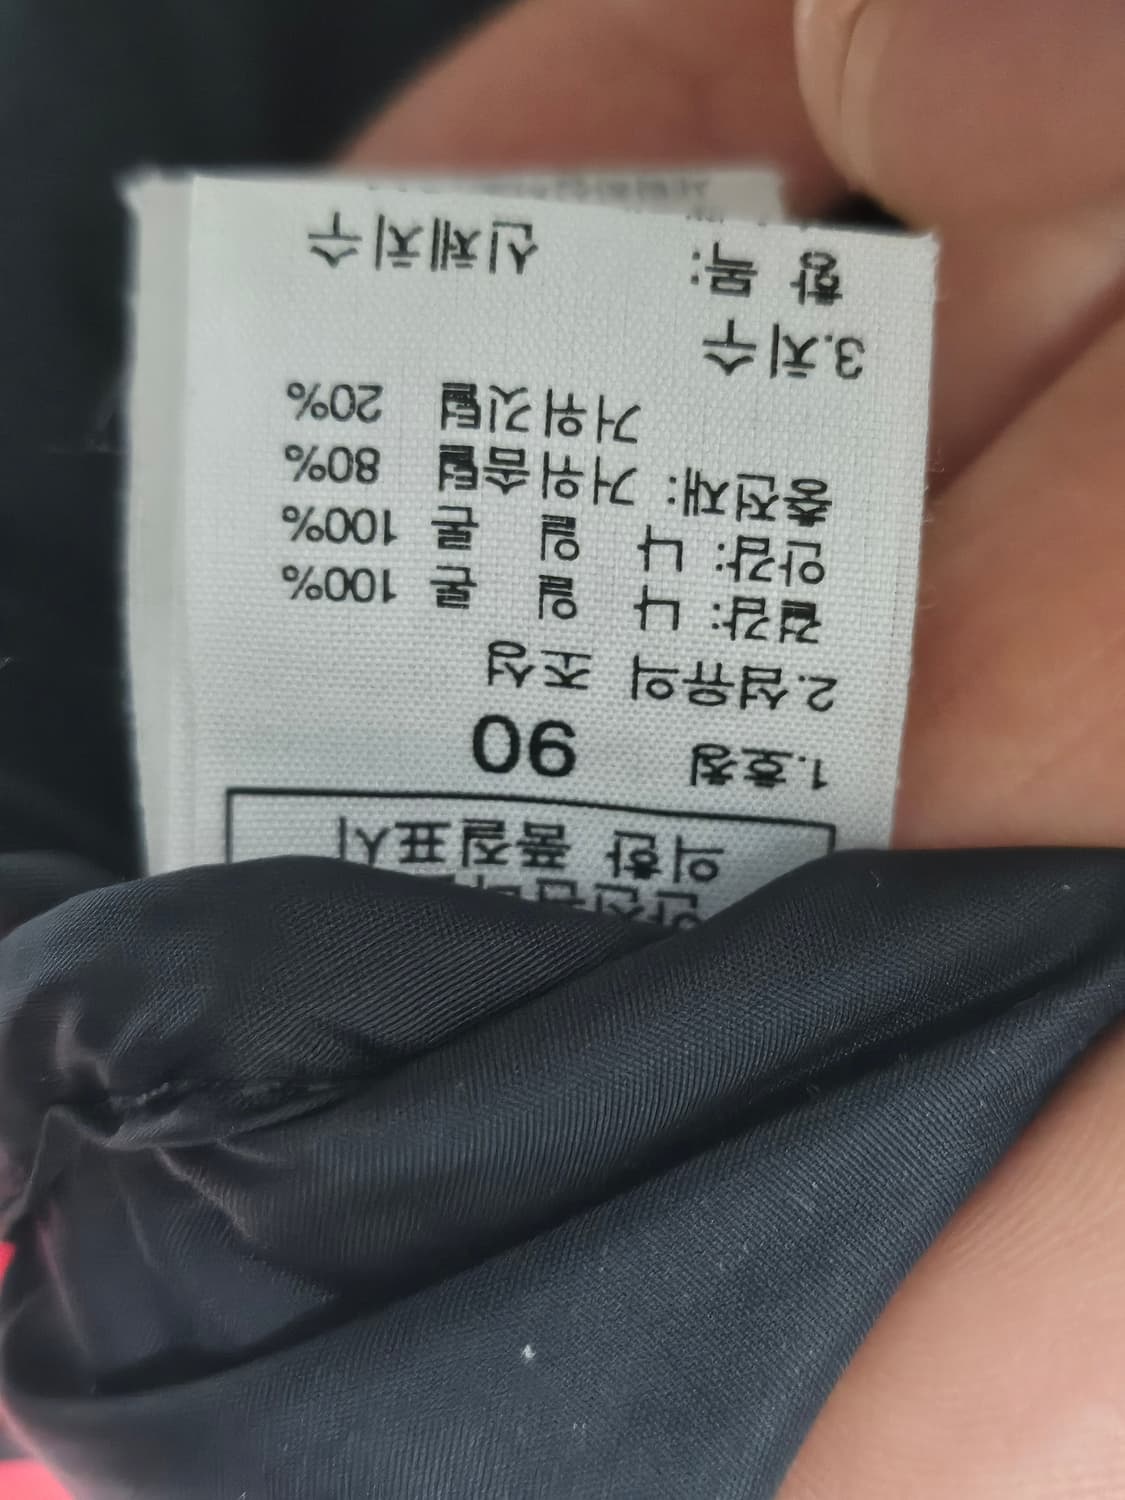 의한 품질표시
1.호칭 90
2.섬유의 조성
겉감: 나 일 론 100%
안감: 나 일 론 100%
충전재: 거위솜털 80%
거위깃털 20%
3.치수
항 목: 신체치수